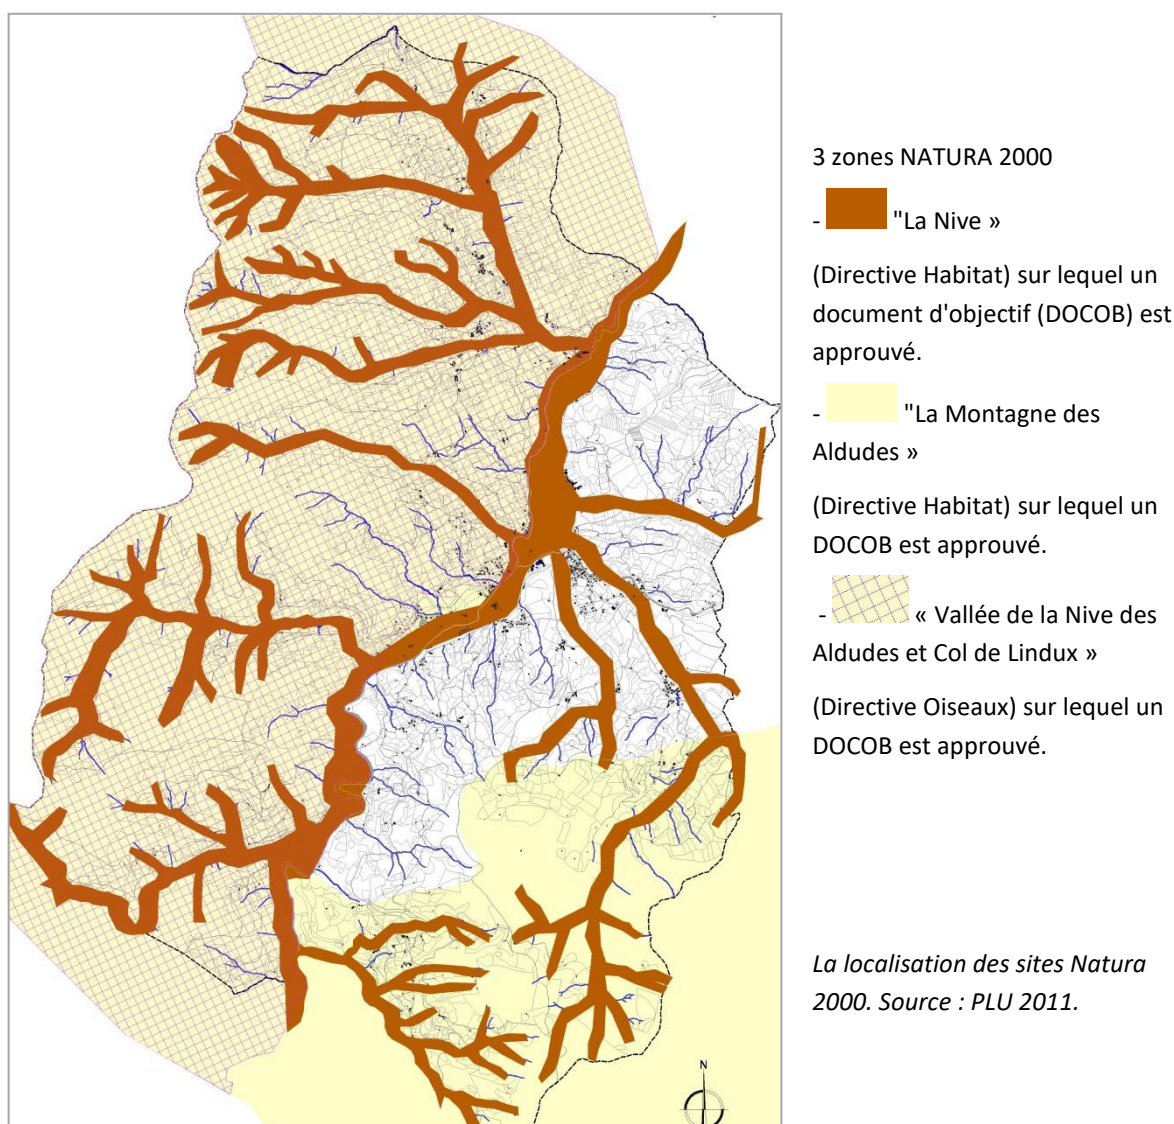 3 zones NATURA 2000
- "La Nive »
(Directive Habitat) sur lequel un
document d'objectif (DOCOB) est
approuvé.
- "La Montagne des
Aldudes »
(Directive Habitat) sur lequel un
DOCOB est approuvé.
- « Vallée de la Nive des
Aldudes et Col de Lindux »
(Directive Oiseaux) sur lequel un
DOCOB est approuvé.
La localisation des sites Natura
2000. Source : PLU 2011.
N